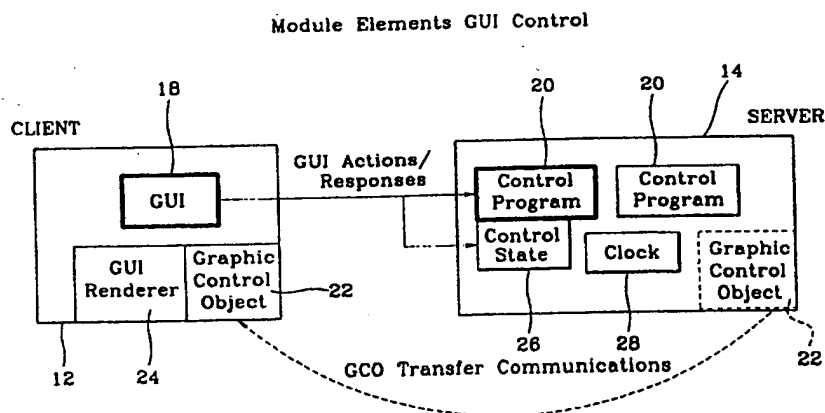 Module Elements GUI Control
18
20
20
14
CLIENT
SERVER
GUI Actions/
Responses
GUI
Control
Program
Control
Program
Control
State
Clock
Graphic
Control
Object
GUI
Renderer
Graphic
Control
Object
22
12
24
26
28
22
GCO Transfer Communications